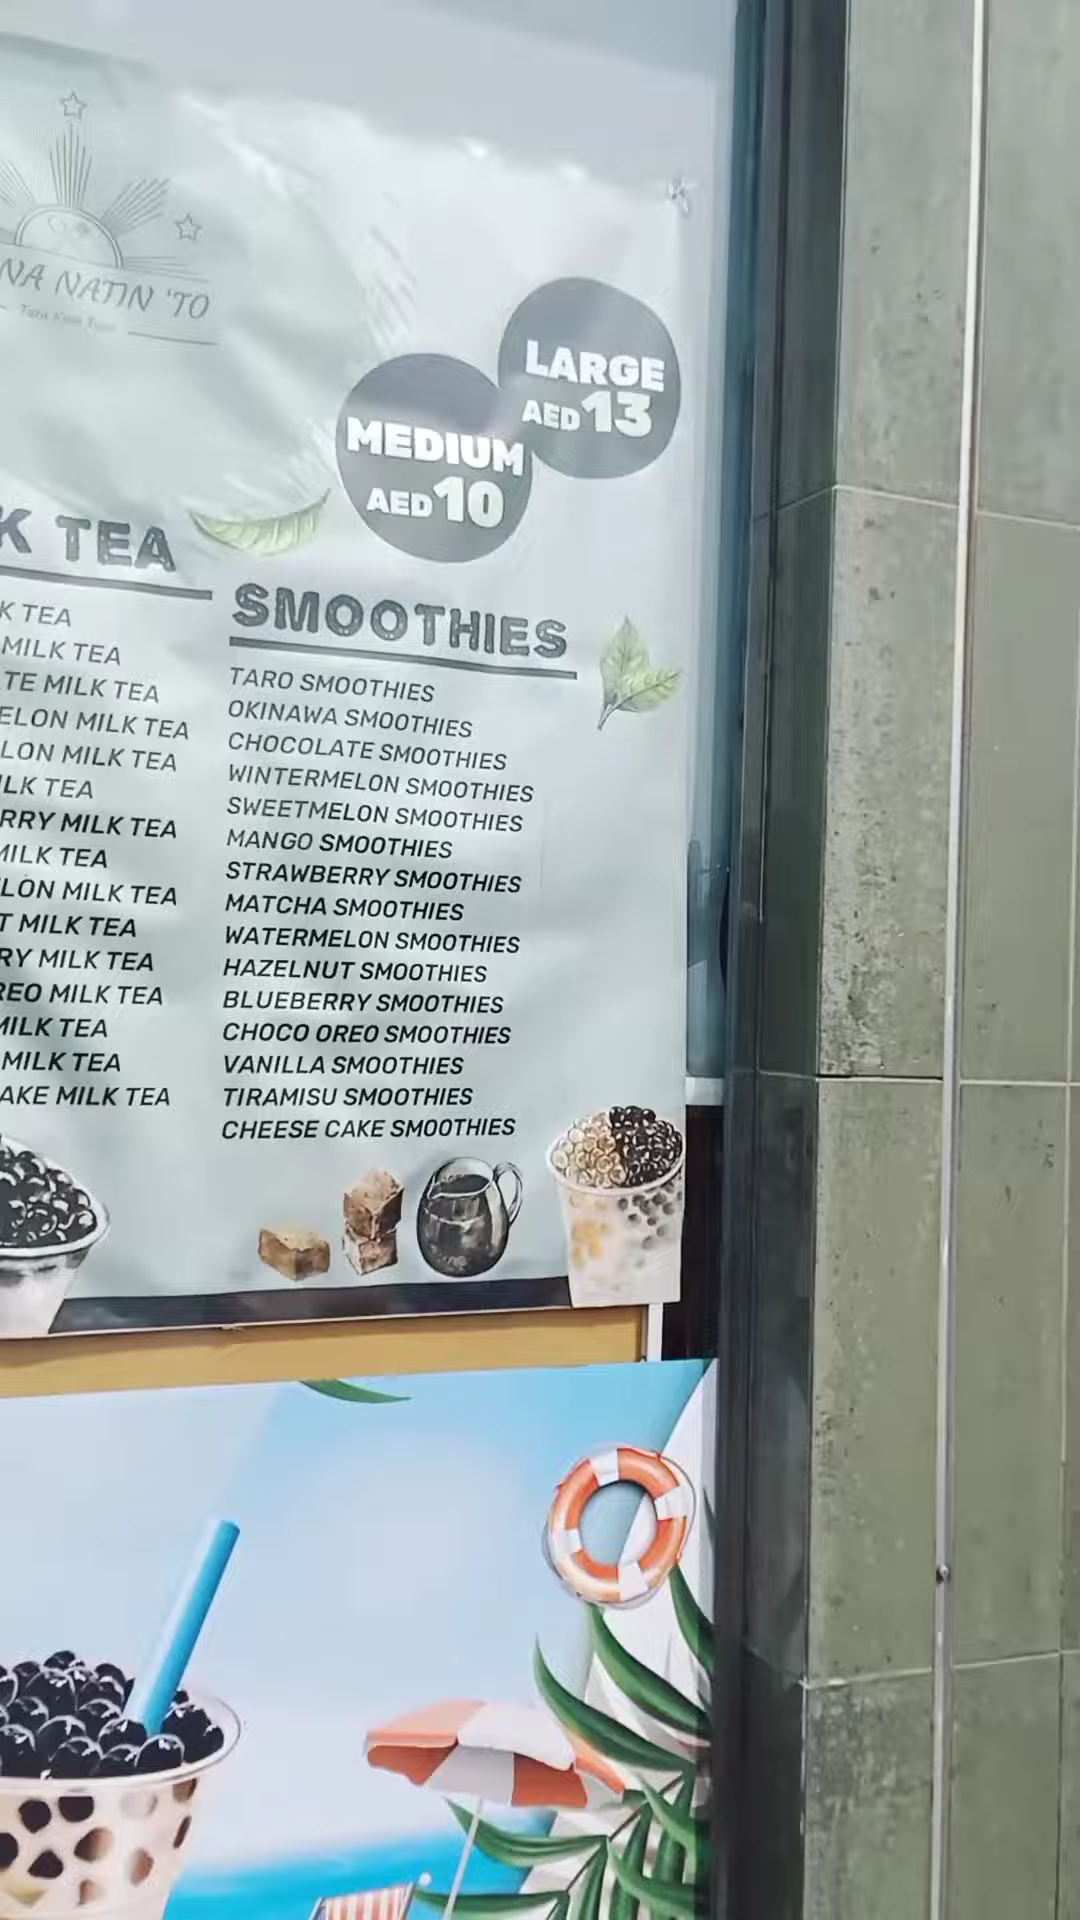 NA NATIN 'TO
LARGE
AED 13
MEDIUM
AED 10
K TEA
K TEA
MILK TEA
TE MILK TEA
ELON MILK TEA
LON MILK TEA
ILK TEA
RRY MILK TEA
MILK TEA
LON MILK TEA
T MILK TEA
RY MILK TEA
REO MILK TEA
MILK TEA
MILK TEA
AKE MILK TEA
SMOOTHIES
TARO SMOOTHIES
OKINAWA SMOOTHIES
CHOCOLATE SMOOTHIES
WINTERMELON SMOOTHIES
SWEETMELON SMOOTHIES
MANGO SMOOTHIES
STRAWBERRY SMOOTHIES
MATCHA SMOOTHIES
WATERMELON SMOOTHIES
HAZELNUT SMOOTHIES
BLUEBERRY SMOOTHIES
CHOCO OREO SMOOTHIES
VANILLA SMOOTHIES
TIRAMISU SMOOTHIES
CHEESE CAKE SMOOTHIES